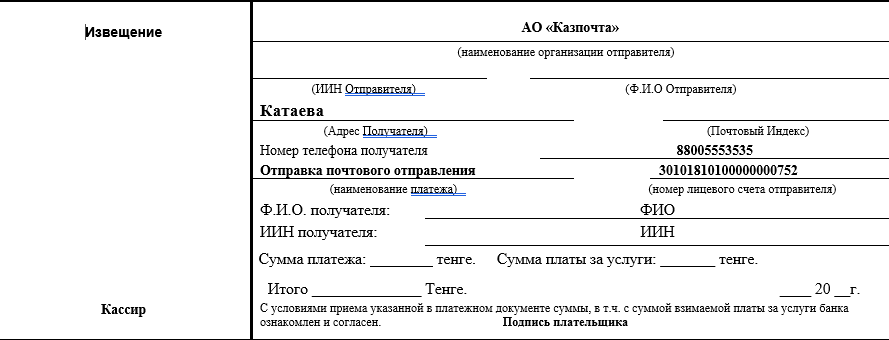 Извещение
АО «Казпочта»
(наименование организации отправителя)
(ИИН Отправителя) (Ф.И.О Отправителя)
Катаева
(Адрес Получателя) (Почтовый Индекс)
Номер телефона получателя 88005553535
Отправка почтового отправления 30101810100000000752
(наименование платежа) (номер лицевого счета отправителя)
Ф.И.О. получателя: ФИО
ИИН получателя: ИИН
Сумма платежа: ________ тенге. Сумма платы за услуги: _______ тенге.
Итого ______________ Тенге. ____ 20 __г.
Кассир
С условиями приема указанной в платежном документе суммы, в т.ч. с суммой взимаемой платы за услуги банка
ознакомлен и согласен. Подпись плательщика